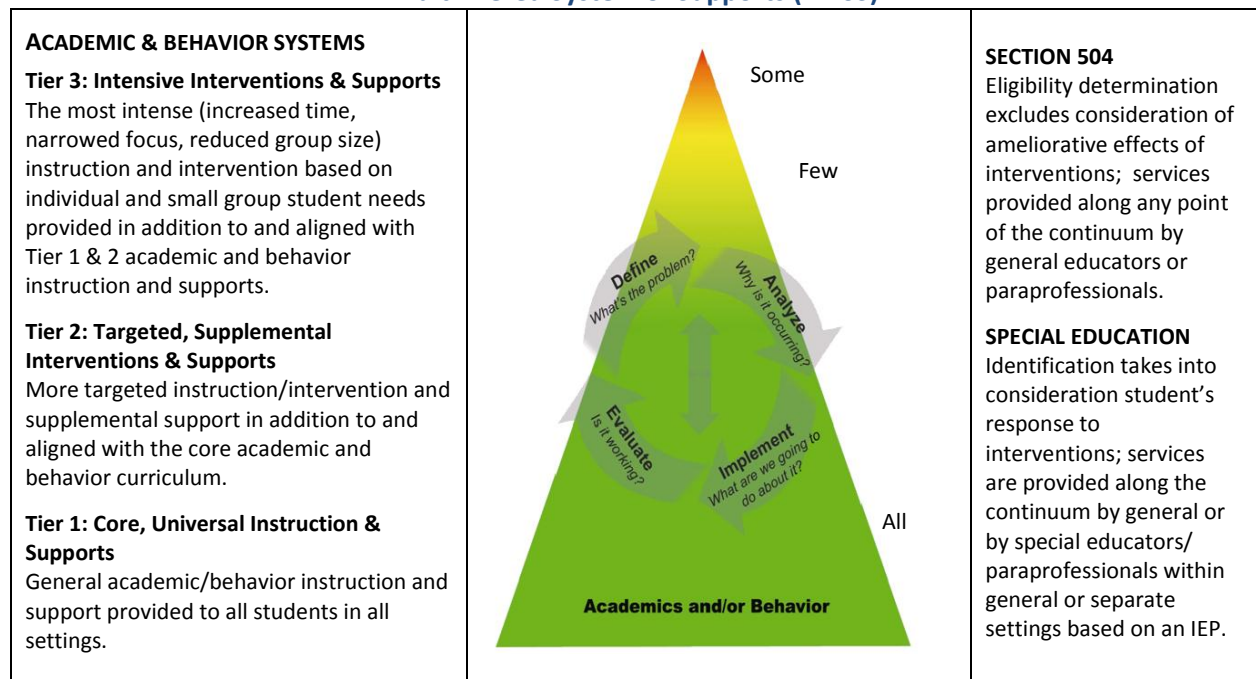 System of Supports
ACADEMIC & BEHAVIOR SYSTEMS
Tier 3: Intensive Interventions & Supports
The most intense (increased time,
narrowed focus, reduced group size)
instruction and intervention based on
individual and small group student needs
provided in addition to and aligned with
Tier 1 & 2 academic and behavior
instruction and supports.
Tier 2: Targeted, Supplemental
Interventions & Supports
More targeted instruction/intervention and
supplemental support in addition to and
aligned with the core academic and
behavior curriculum.
Tier 1: Core, Universal Instruction &
Supports
General academic/behavior instruction and
support provided to all students in all
settings.
Some
Few
All
Define
What's the problem?
Analyze
Why is it occurring?
Implement
What are we going to
do about it?
Evaluate
Is it working?
Academics and/or Behavior
SECTION 504
Eligibility determination
excludes consideration of
ameliorative effects of
interventions; services
provided along any point
of the continuum by
general educators or
paraprofessionals.
SPECIAL EDUCATION
Identification takes into
consideration student’s
response to
interventions; services
are provided along the
continuum by general or
by special educators/
paraprofessionals within
general or separate
settings based on an IEP.